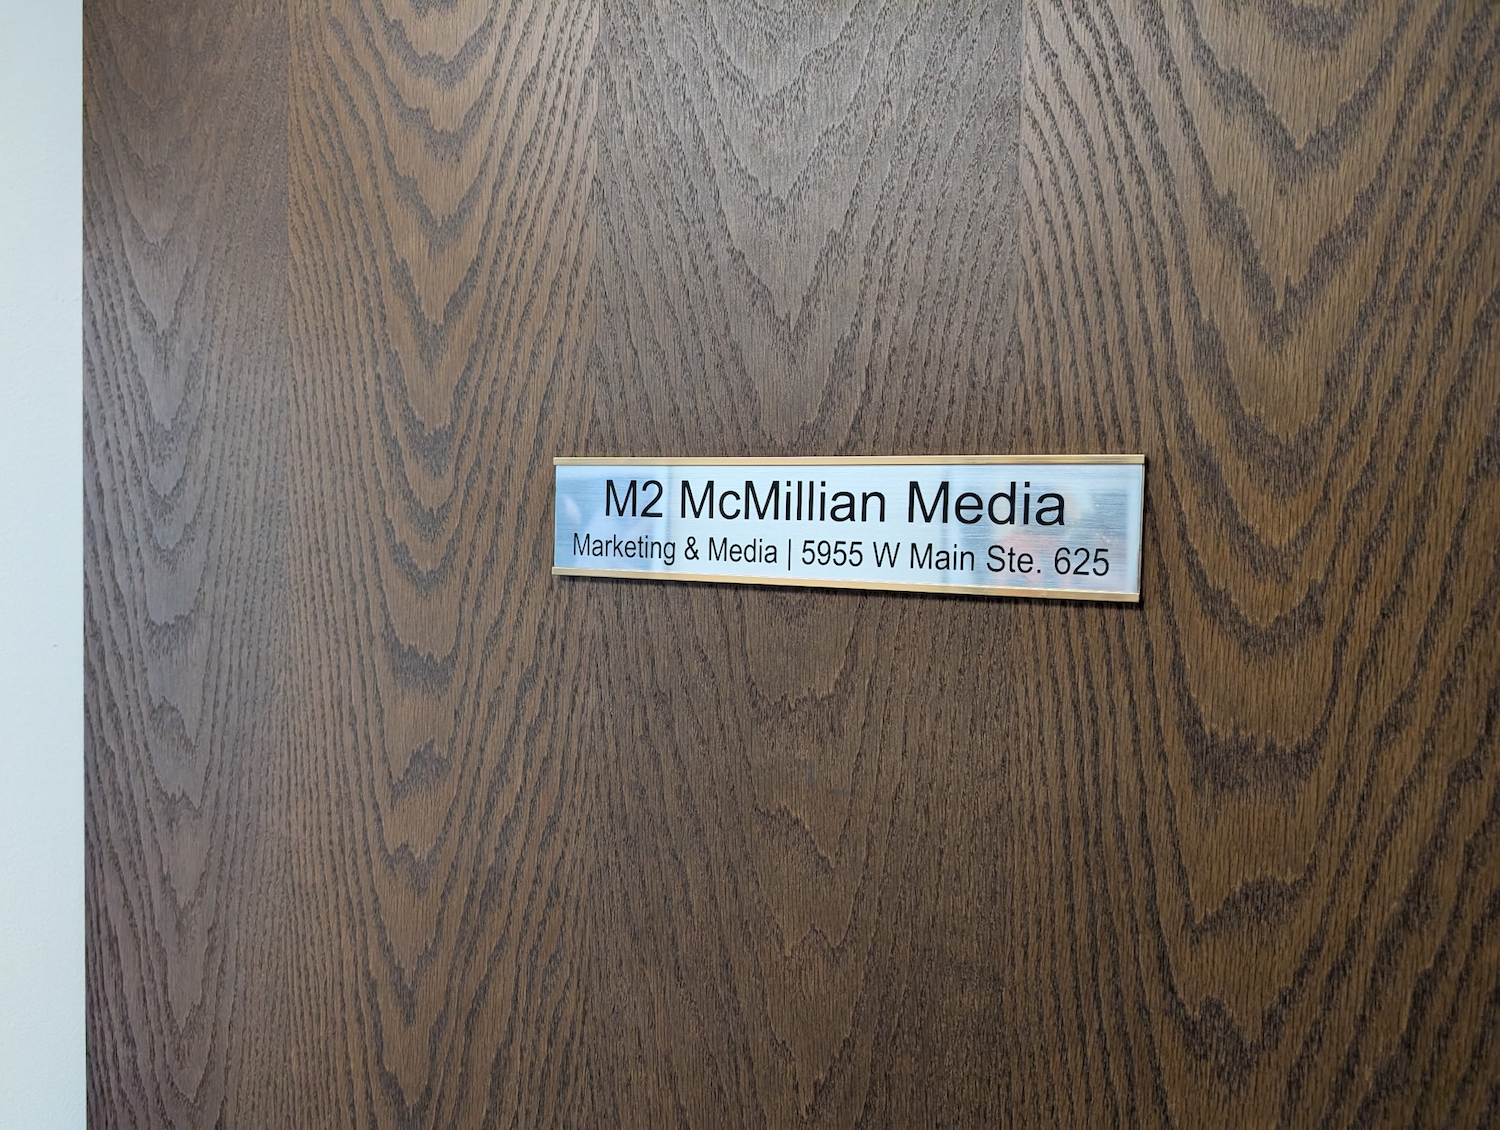 M2 McMillian Media
Marketing & Media | 5955 W Main Ste. 625